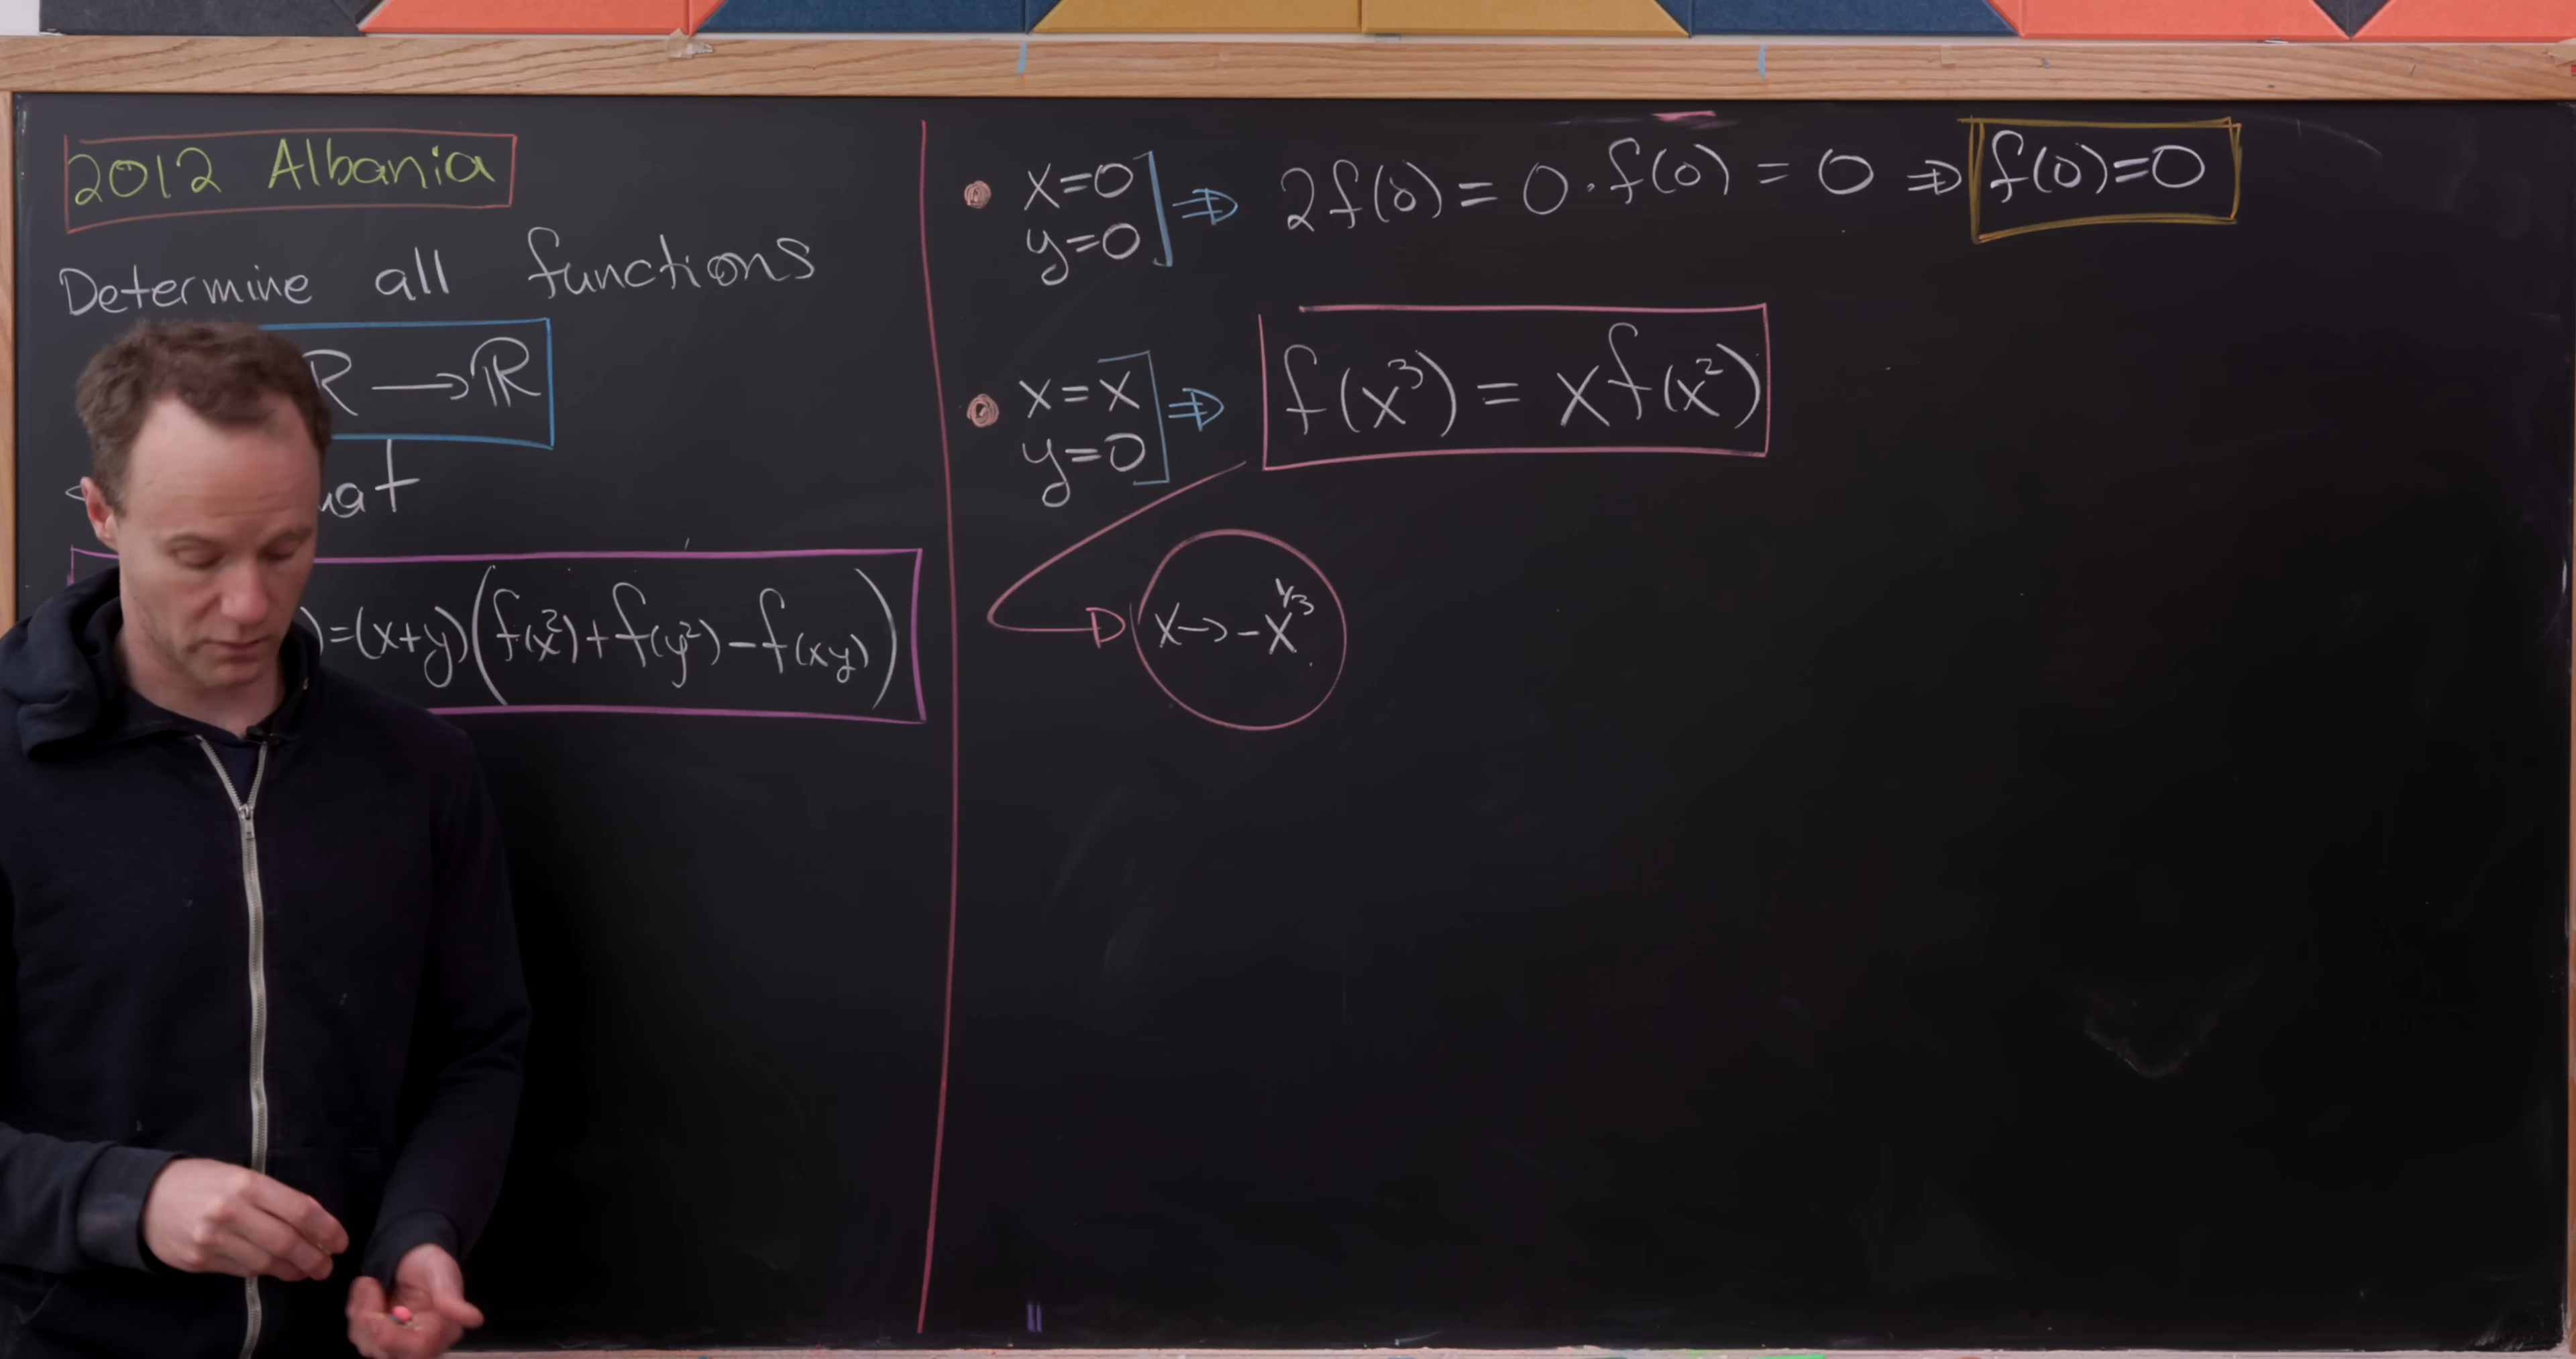 2012 Albania
Determine all functions
R → R
)=(x+y)(f(x²)+f(y²)-f(xy))
x=0
y=0
⇒ 2f(0) = 0·f(0) = 0 ⇒ f(0)=0
x=x
y=0
⇒ f(x³) = xf(x²)
x→-x^{1/3}